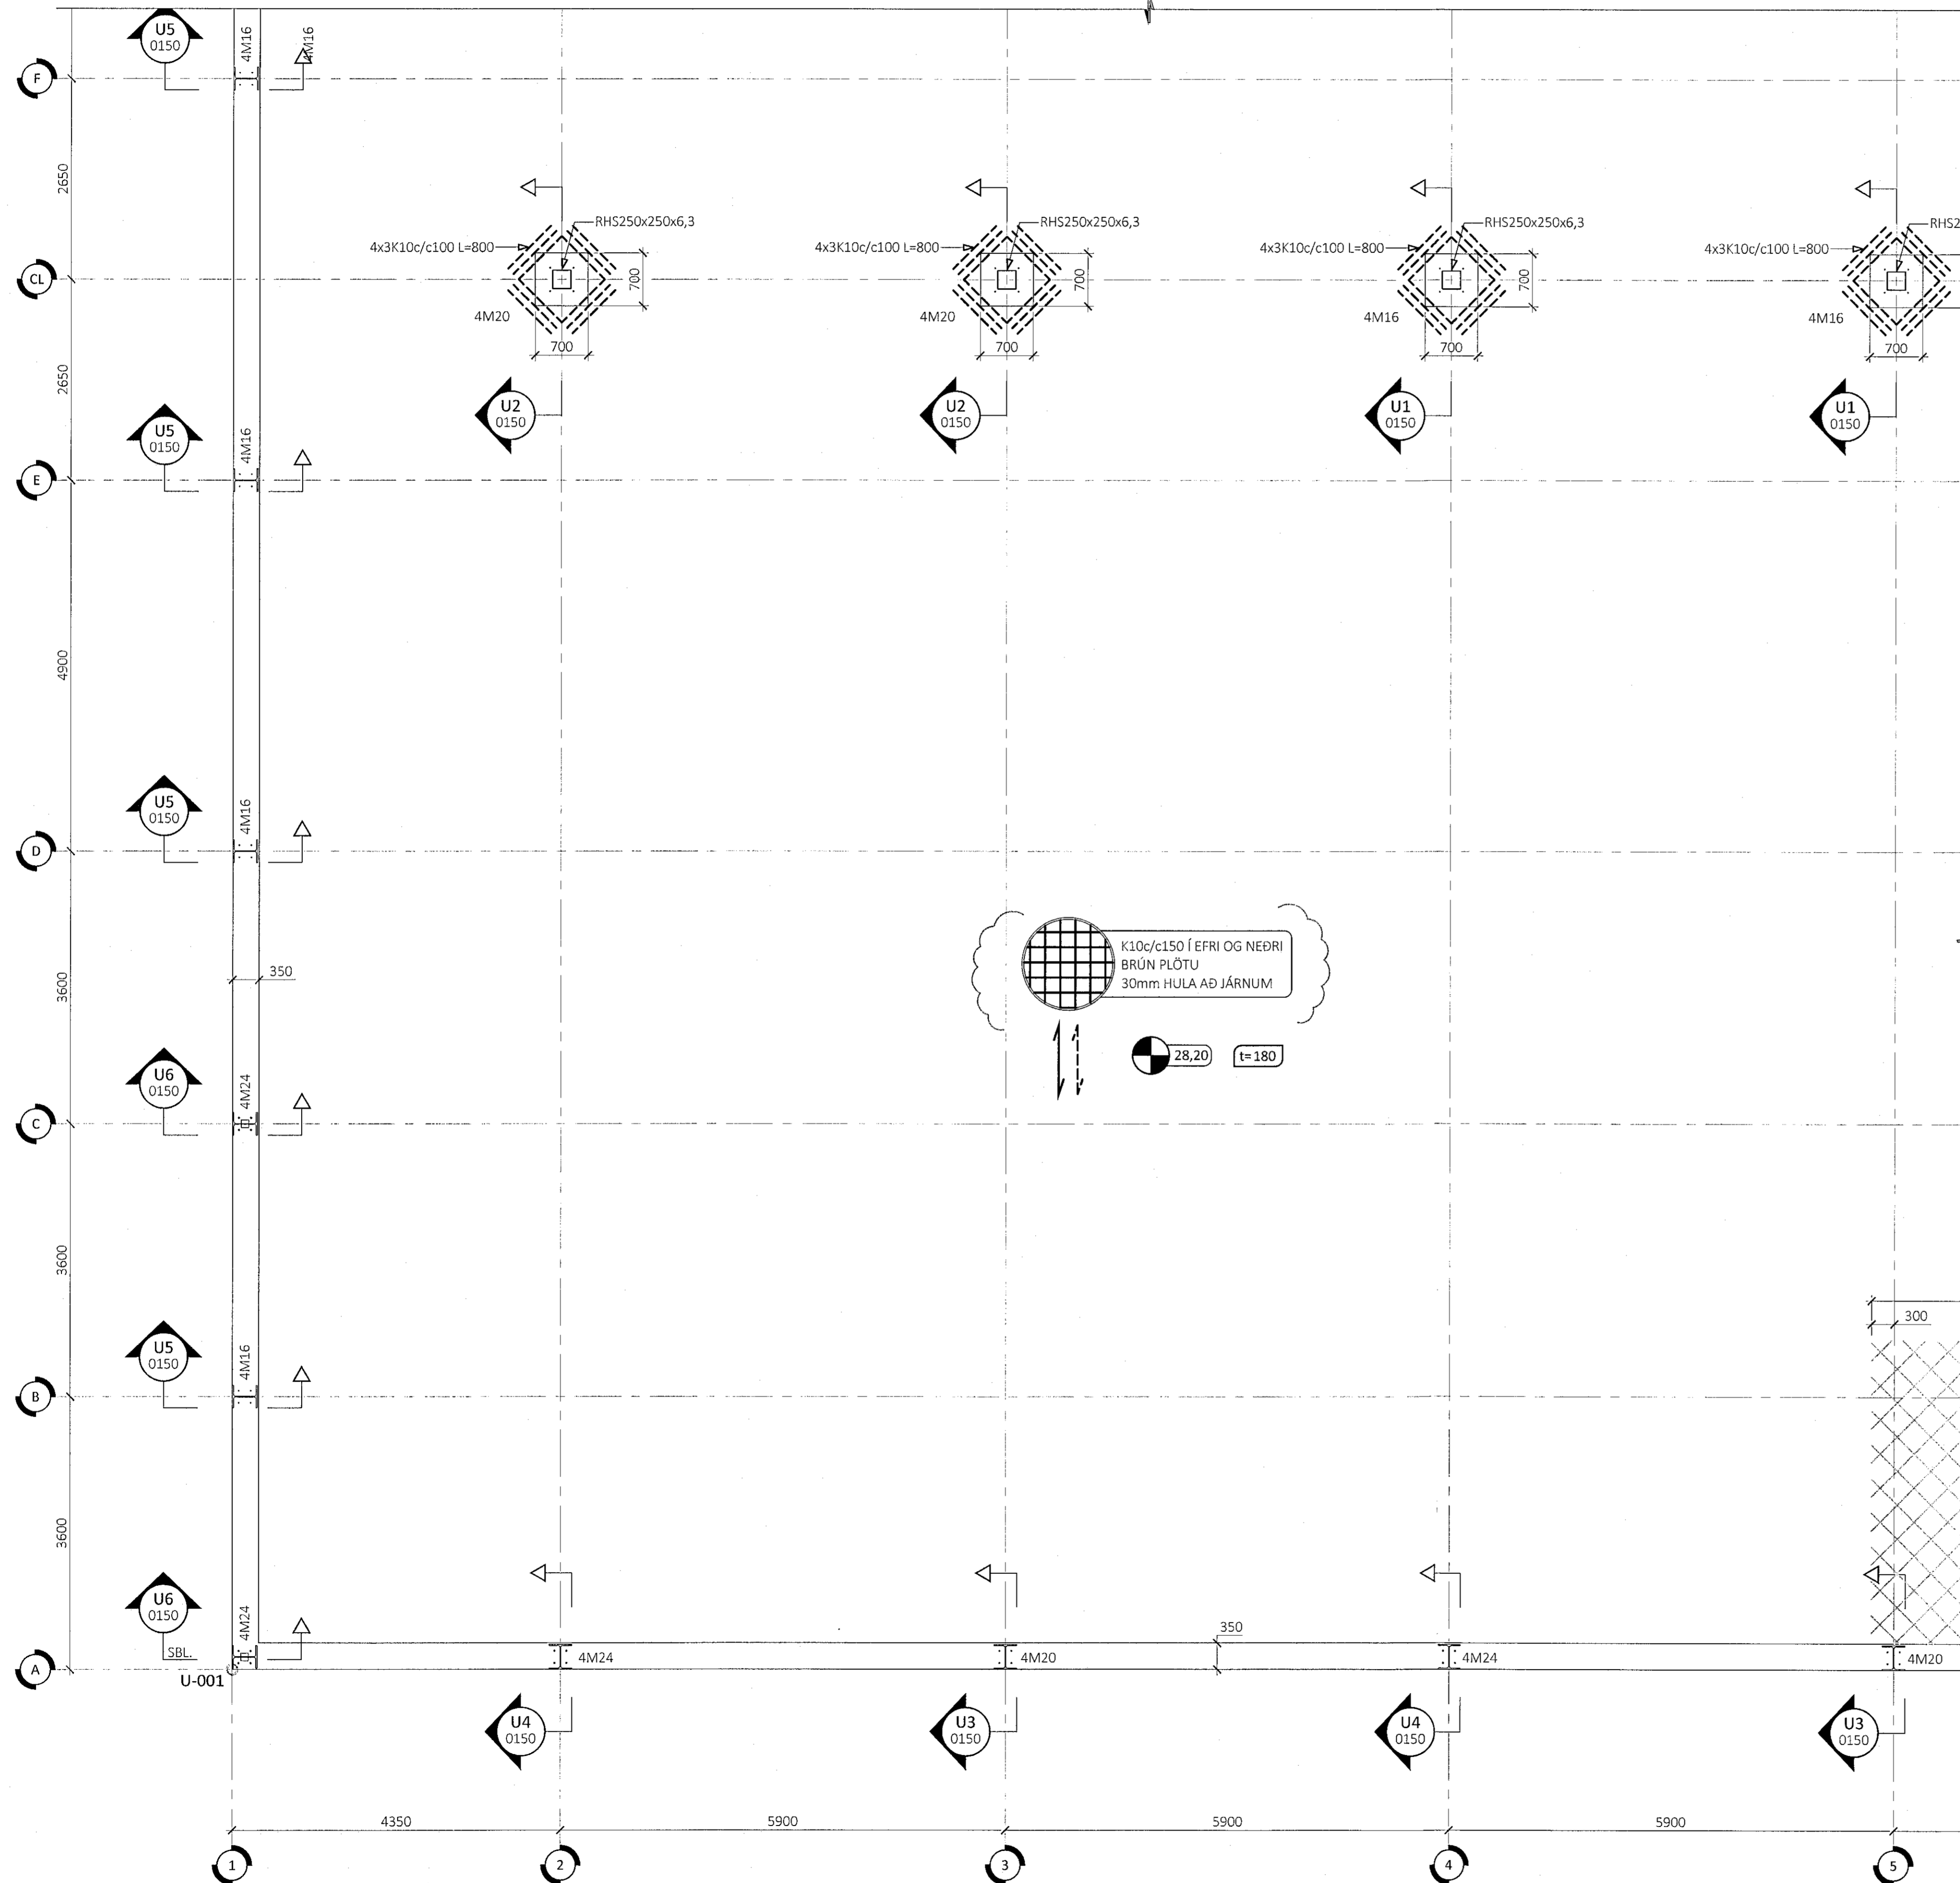 U5
0150
4M16
4M16
F
2650
RHS250x250x6,3
4x3K10c/c100 L=800
700
4M20
700
RHS250x250x6,3
4x3K10c/c100 L=800
700
4M20
700
RHS250x250x6,3
4x3K10c/c100 L=800
700
4M16
700
RHS2
4x3K10c/c100 L=800
4M16
700
CL
2650
U2
0150
U2
0150
U1
0150
U1
0150
U5
0150
4M16
E
4900
U5
0150
4M16
D
K10c/c150 Í EFRI OG NEÐRI
BRÚN PLÖTU
30mm HULA AÐ JÁRNUM
3600
350
28,20
t=180
U6
0150
4M24
C
3600
U5
0150
4M16
300
B
3600
U6
0150
4M24
SBL.
A
U-001
4M24
4M20
350
4M24
4M20
U4
0150
U3
0150
U4
0150
U3
0150
4350
5900
5900
5900
1
2
3
4
5